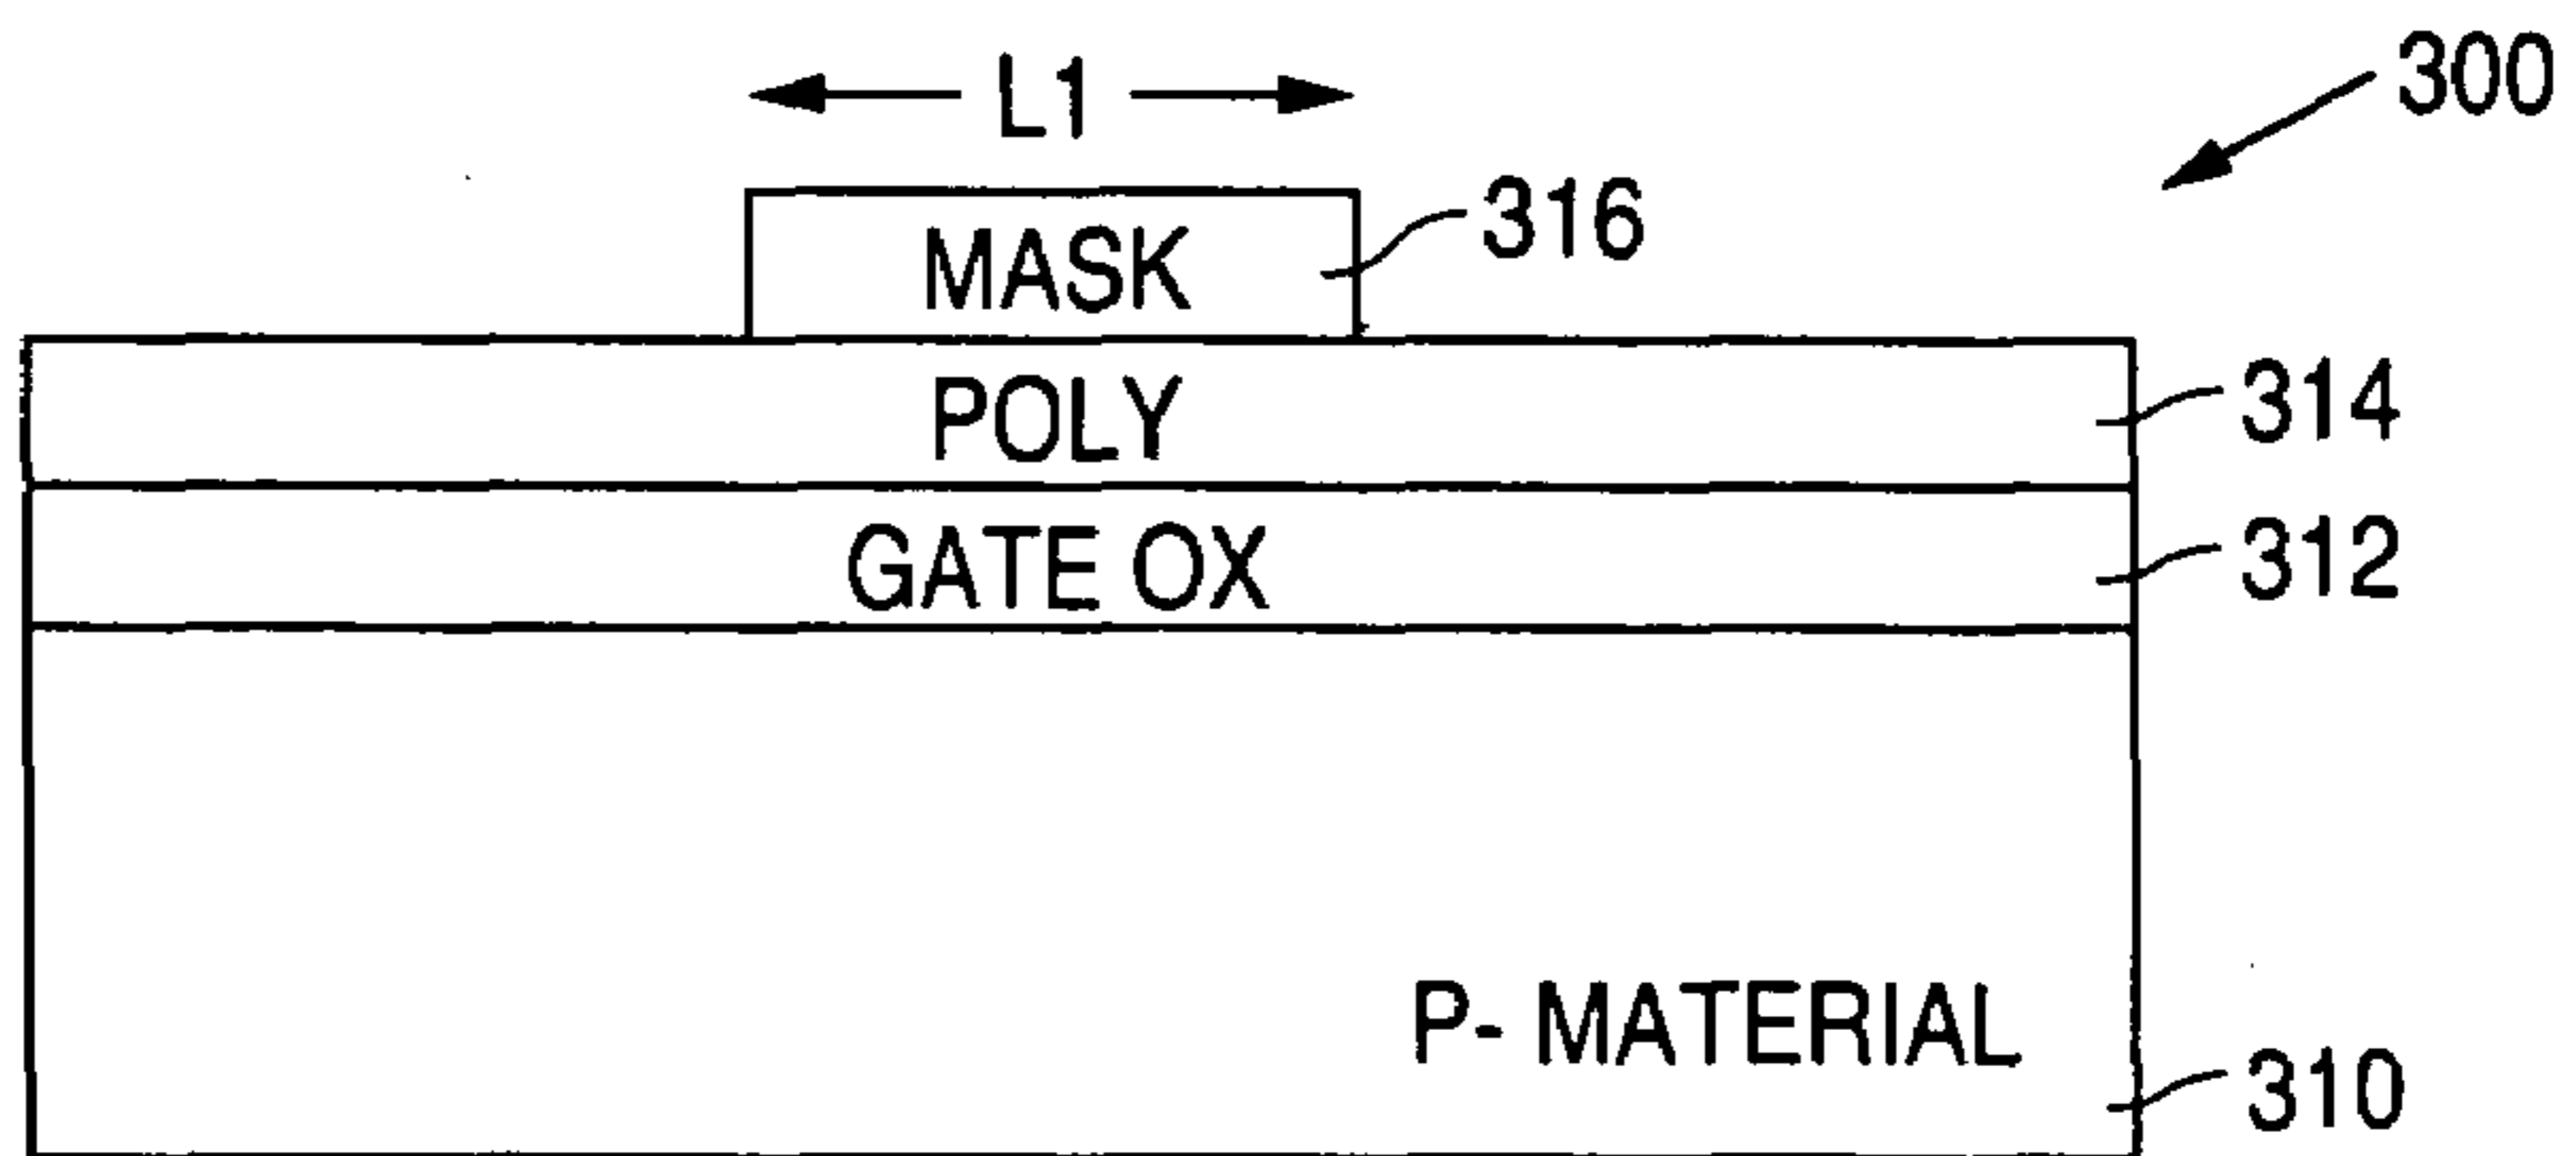 L1
300
MASK
316
POLY
314
GATE OX
312
P- MATERIAL
310